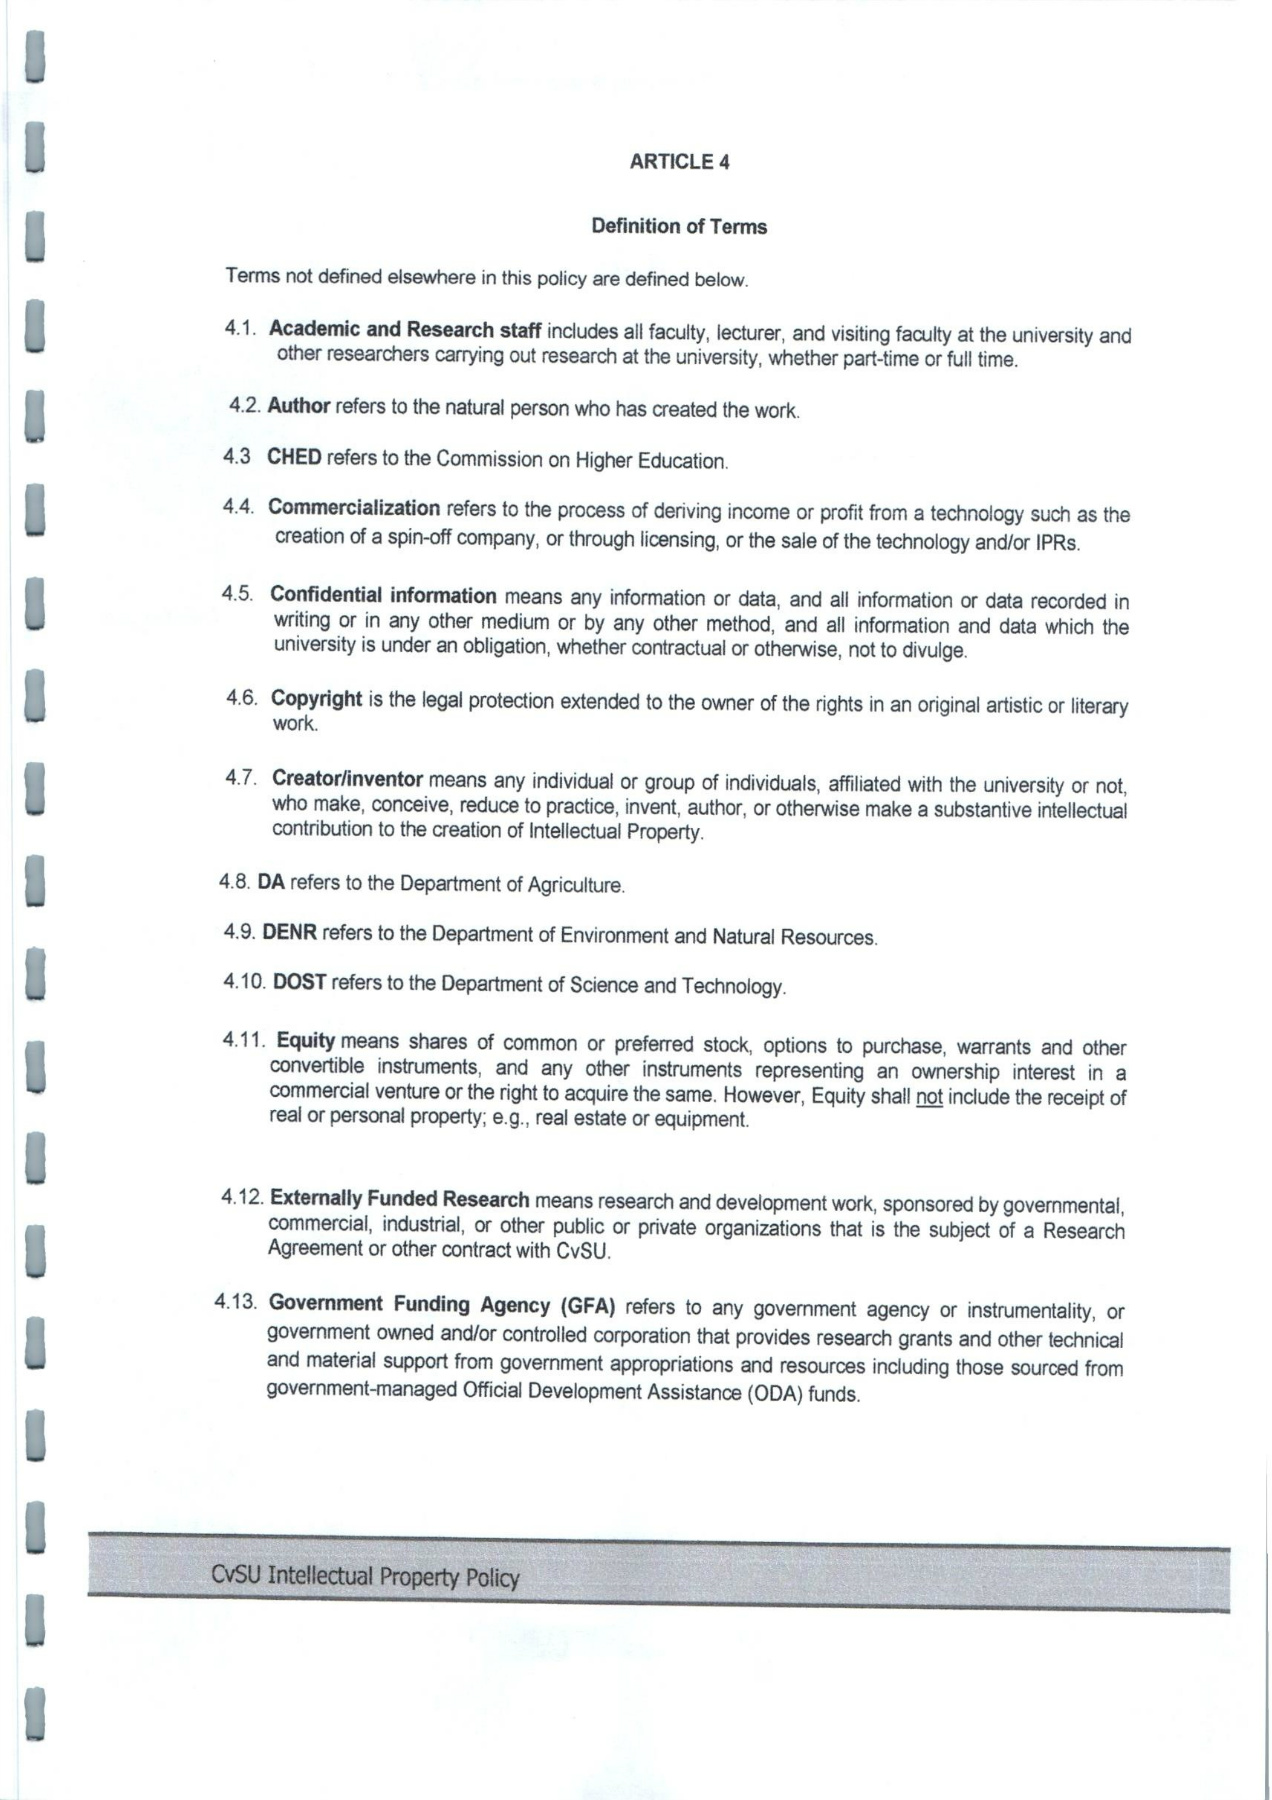 ARTICLE 4
Definition of Terms
Terms not defined elsewhere in this policy are defined below.
4.1. Academic and Research staff includes all faculty, lecturer, and visiting faculty at the university and
other researchers carrying out research at the university, whether part-time or full time.
4.2. Author refers to the natural person who has created the work.
4.3 CHED refers to the Commission on Higher Education.
4.4. Commercialization refers to the process of deriving income or profit from a technology such as the
creation of a spin-off company, or through licensing, or the sale of the technology and/or IPRs.
4.5. Confidential information means any information or data, and all information or data recorded in
writing or in any other medium or by any other method, and all information and data which the
university is under an obligation, whether contractual or otherwise, not to divulge.
4.6. Copyright is the legal protection extended to the owner of the rights in an original artistic or literary
work.
4.7. Creator/inventor means any individual or group of individuals, affiliated with the university or not,
who make, conceive, reduce to practice, invent, author, or otherwise make a substantive intellectual
contribution to the creation of Intellectual Property.
4.8. DA refers to the Department of Agriculture.
4.9. DENR refers to the Department of Environment and Natural Resources.
4.10. DOST refers to the Department of Science and Technology.
4.11. Equity means shares of common or preferred stock, options to purchase, warrants and other
convertible instruments, and any other instruments representing an ownership interest in a
commercial venture or the right to acquire the same. However, Equity shall not include the receipt of
real or personal property; e.g., real estate or equipment.
4.12. Externally Funded Research means research and development work, sponsored by governmental,
commercial, industrial, or other public or private organizations that is the subject of a Research
Agreement or other contract with CvSU.
4.13. Government Funding Agency (GFA) refers to any government agency or instrumentality, or
government owned and/or controlled corporation that provides research grants and other technical
and material support from government appropriations and resources including those sourced from
government-managed Official Development Assistance (ODA) funds.
CvSU Intellectual Property Policy